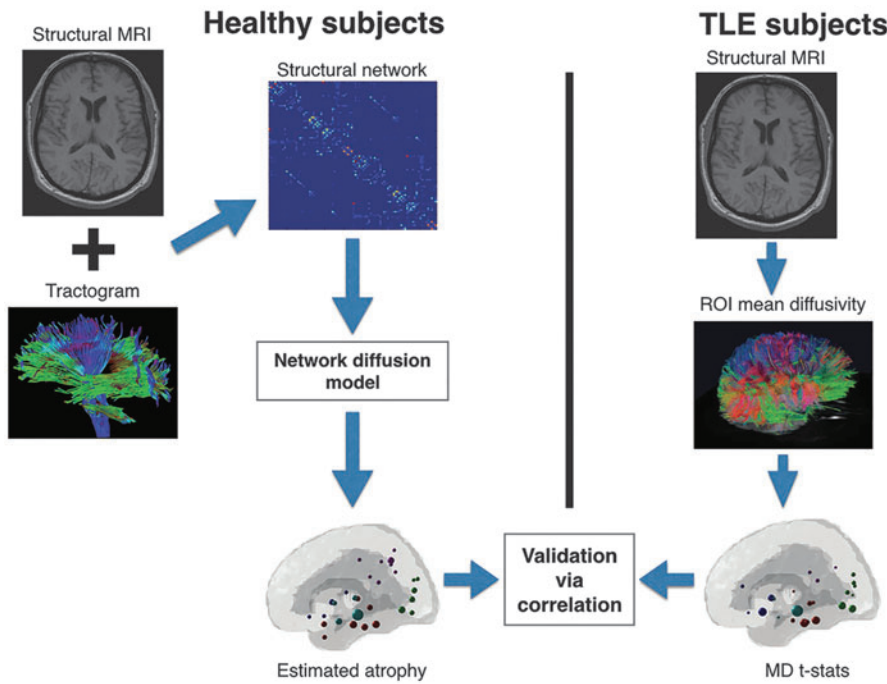 Healthy subjects
Structural MRI
Structural network
Tractogram
Network diffusion
model
Estimated atrophy
Validation
via
correlation
TLE subjects
Structural MRI
ROI mean diffusivity
MD t-stats